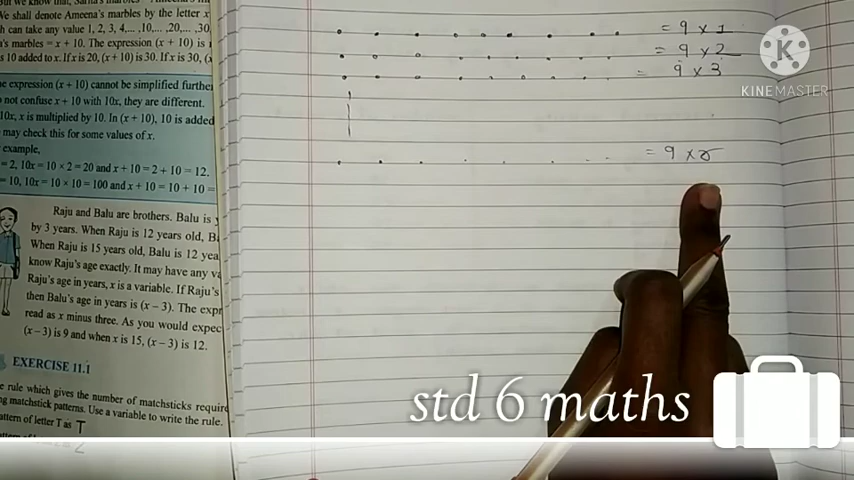 But we know, that, Sarita's marbles
We shall denote Ameena's marbles by the letter x
can take any value 1, 2, 3, 4,... ,10,... ,20,... ,30,
's marbles = x + 10. The expression (x + 10) is
s 10 added to x. If x is 20, (x+10) is 30. If x is 30, (x
e expression (x + 10) cannot be simplified further
not confuse x + 10 with 10x, they are different.
10x, x is multiplied by 10. In (x + 10), 10 is added
may check this for some values of x.
example,
= 2, 10x = 10 × 2 = 20 and x + 10 = 2 + 10 = 12.
= 10, 10x = 10 × 10 = 100 and x + 10 = 10 + 10 =
Raju and Balu are brothers. Balu is
by 3 years. When Raju is 12 years old, B
When Raju is 15 years old, Balu is 12 yea
know Raju's age exactly. It may have any va
Raju's age in years, x is a variable. If Raju's
then Balu's age in years is (x – 3). The expr
read as x minus three. As you would expec
(x – 3) is 9 and when x is 15, (x – 3) is 12.
EXERCISE 11.1
e rule which gives the number of matchsticks require
ng matchstick patterns. Use a variable to write the rule.
attern of letter T as T
= 9 × 1
= 9 × 2
= 9 × 3
= 9 × r
KINEMASTER
std 6 maths